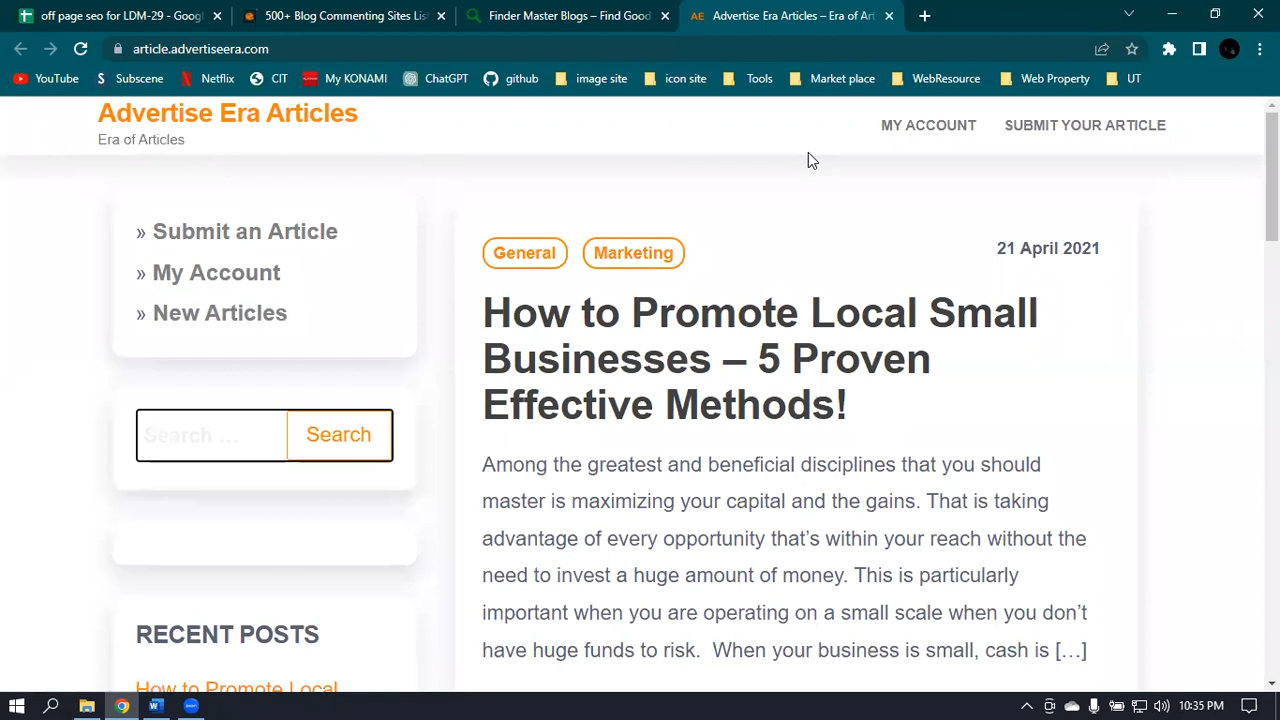 off page seo for LDM-29 - Googl
500+ Blog Commenting Sites List
Finder Master Blogs – Find Good
AE Advertise Era Articles – Era of Art
article.advertiseera.com
YouTube
Subscene
Netflix
CIT
My KONAMI
ChatGPT
github
image site
icon site
Tools
Market place
WebResource
Web Property
UT
Advertise Era Articles
Era of Articles
MY ACCOUNT
SUBMIT YOUR ARTICLE
» Submit an Article
» My Account
» New Articles
Search …
Search
RECENT POSTS
How to Promote Local
General
Marketing
21 April 2021
How to Promote Local Small
Businesses – 5 Proven
Effective Methods!
Among the greatest and beneficial disciplines that you should
master is maximizing your capital and the gains. That is taking
advantage of every opportunity that’s within your reach without the
need to invest a huge amount of money. This is particularly
important when you are operating on a small scale when you don’t
have huge funds to risk.  When your business is small, cash is […]
10:35 PM